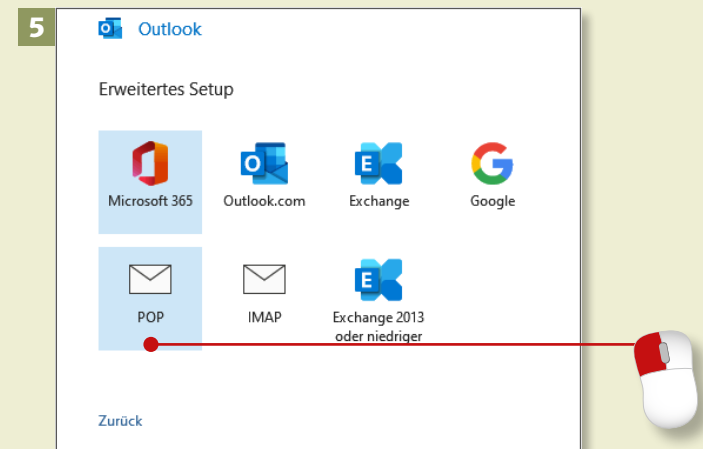 5
Outlook
Erweitertes Setup
Microsoft 365
Outlook.com
Exchange
Google
POP
IMAP
Exchange 2013
oder niedriger
Zurück